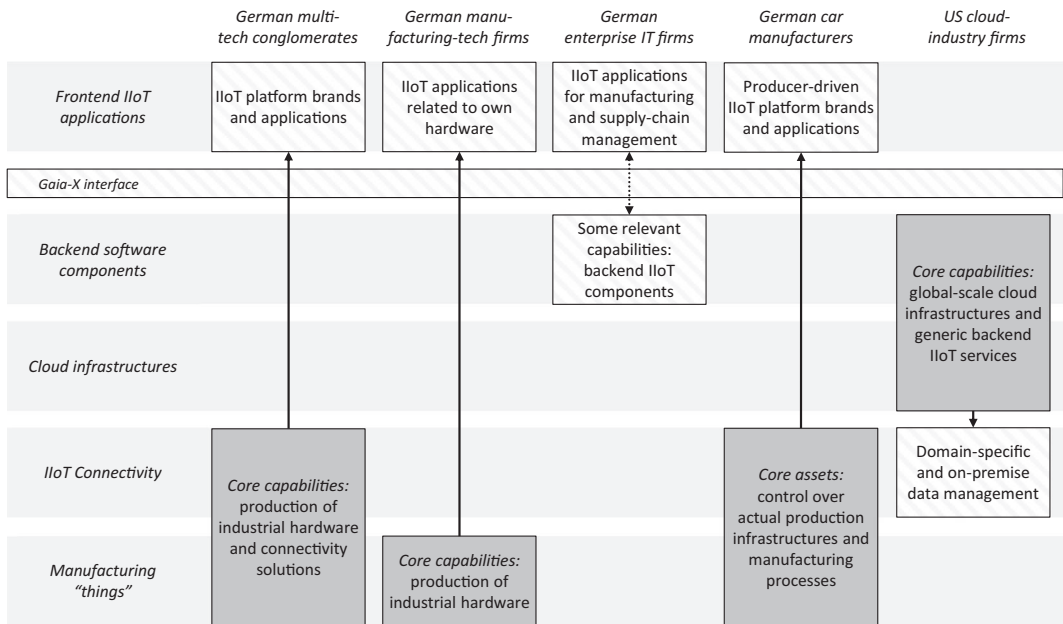 German multi-
tech conglomerates
German manu-
facturing-tech firms
German
enterprise IT firms
German car
manufacturers
US cloud-
industry firms
Frontend IIoT
applications
IIoT platform brands
and applications
IIoT applications
related to own
hardware
IIoT applications
for manufacturing
and supply-chain
management
Producer-driven
IIoT platform brands
and applications
Gaia-X interface
Backend software
components
Some relevant
capabilities:
backend IIoT
components
Core capabilities:
global-scale cloud
infrastructures and
generic backend
IIoT services
Cloud infrastructures
IIoT Connectivity
Core capabilities:
production of
industrial hardware
and connectivity
solutions
Core assets:
control over
actual production
infrastructures and
manufacturing
processes
Domain-specific
and on-premise
data management
Manufacturing
“things”
Core capabilities:
production of
industrial hardware